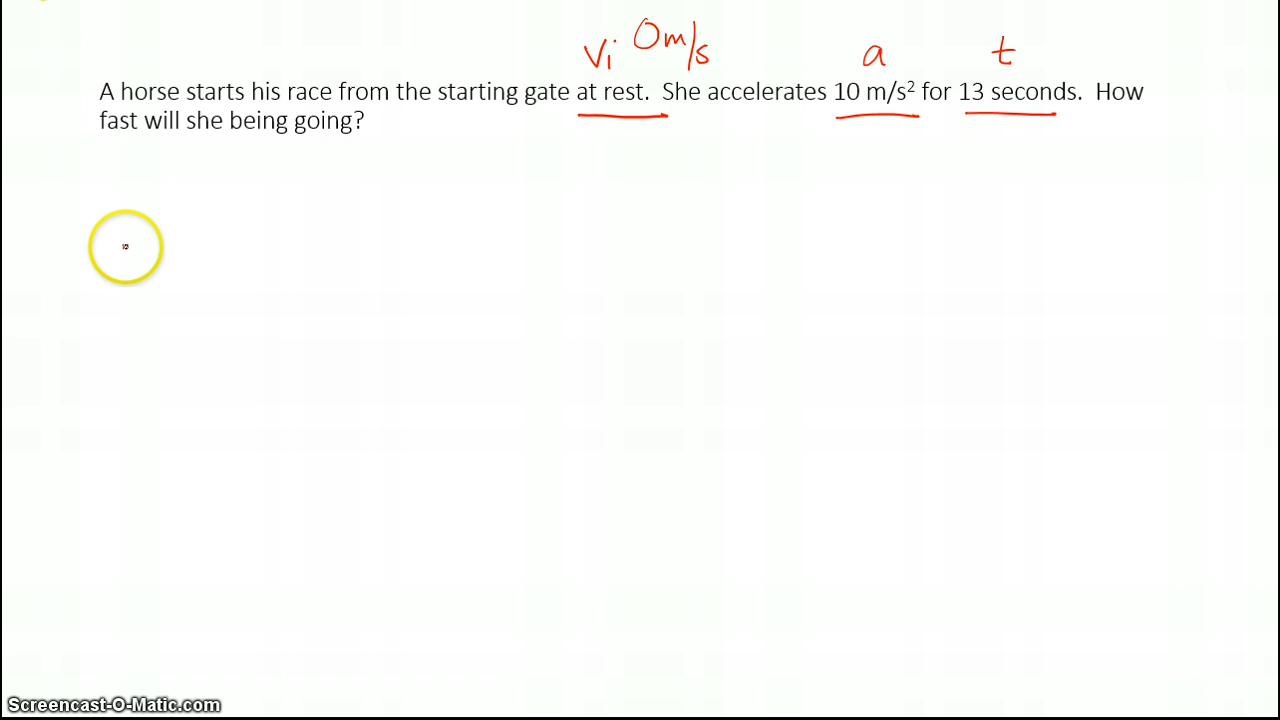 vi 0m/s a t
A horse starts his race from the starting gate at rest. She accelerates 10 m/s² for 13 seconds. How
fast will she being going?
Screencast-O-Matic.com